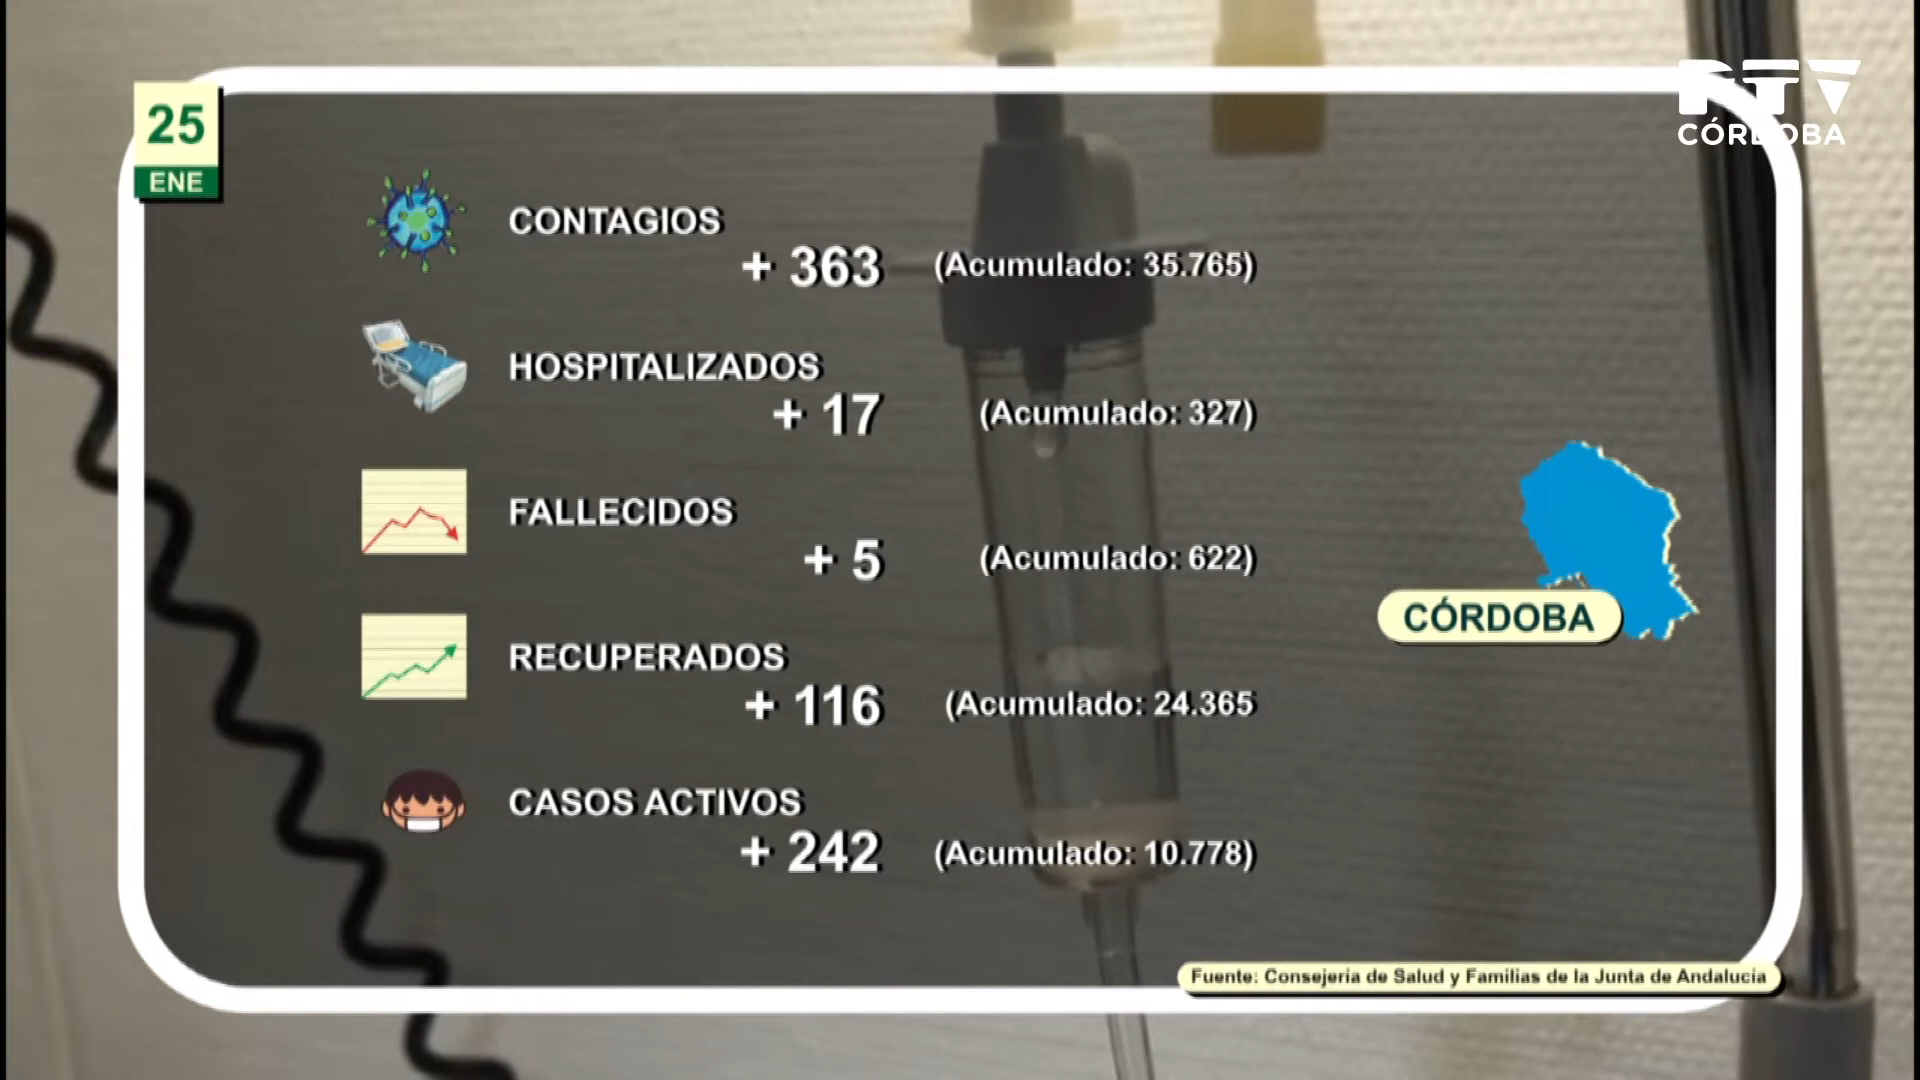 25
ENE
RTV
CÓRDOBA
CONTAGIOS
+ 363 (Acumulado: 35.765)
HOSPITALIZADOS
+ 17 (Acumulado: 327)
FALLECIDOS
+ 5 (Acumulado: 622)
RECUPERADOS
+ 116 (Acumulado: 24.365
CASOS ACTIVOS
+ 242 (Acumulado: 10.778)
CÓRDOBA
Fuente: Consejería de Salud y Familias de la Junta de Andalucía